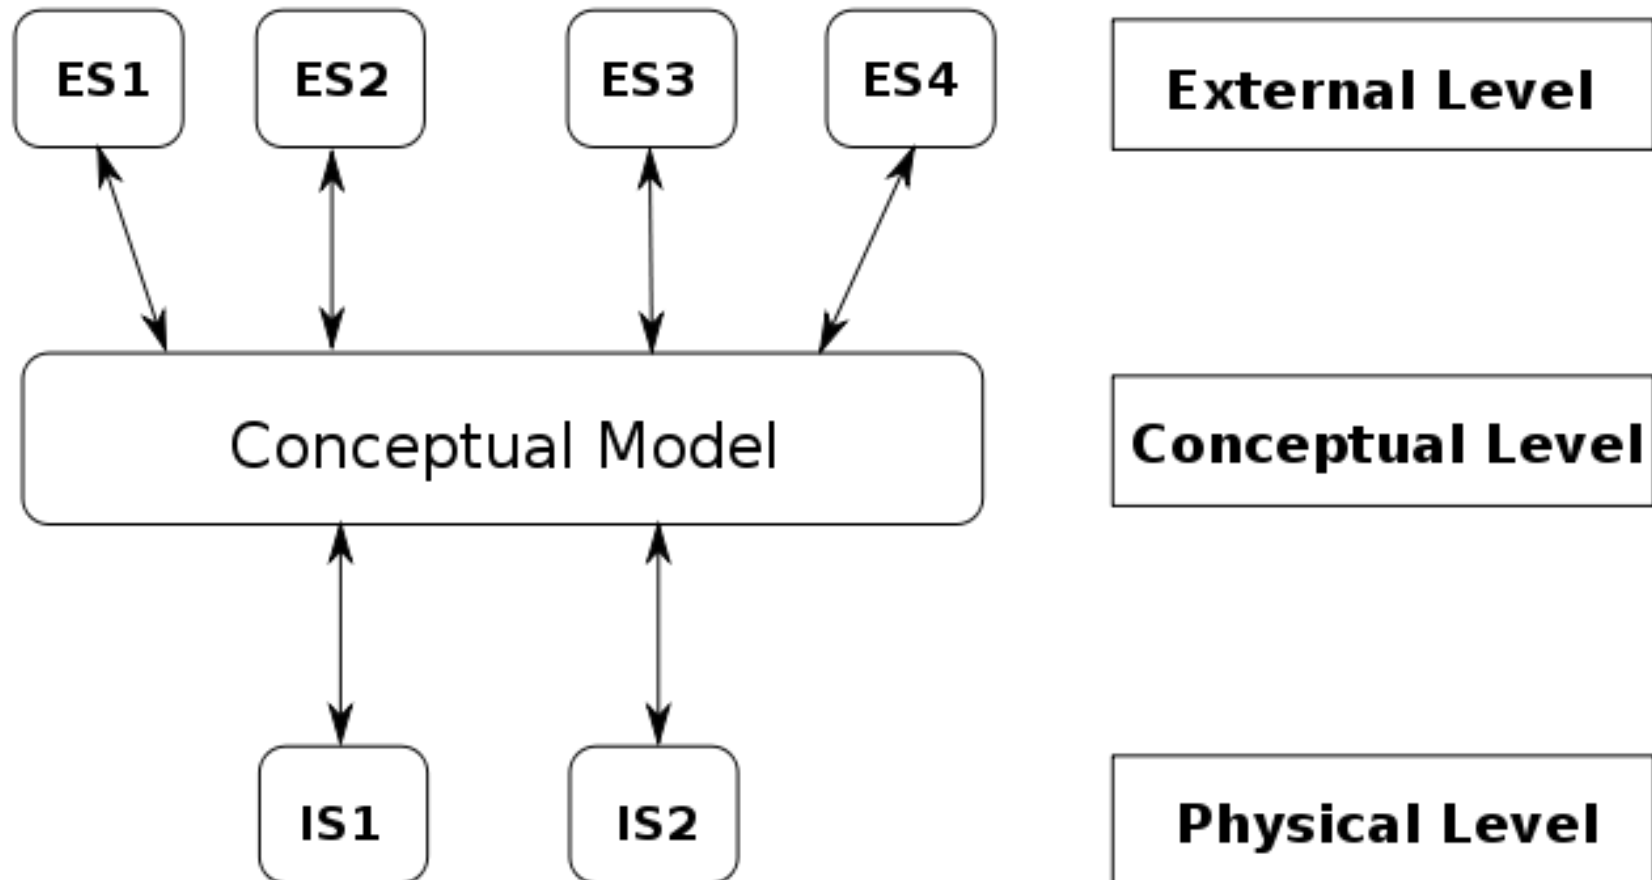 ES1 ES2 ES3 ES4 External Level
Conceptual Model Conceptual Level
IS1 IS2 Physical Level